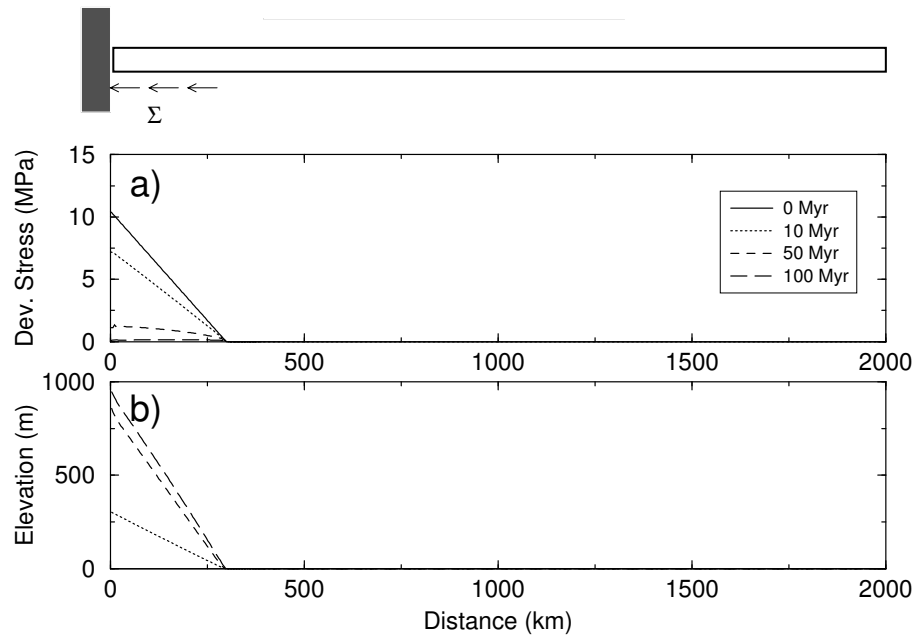 Σ
15
10
5
0
Dev. Stress (MPa)
a)
0 Myr
10 Myr
50 Myr
100 Myr
0 500 1000 1500 2000
1000
500
0
Elevation (m)
b)
0 500 1000 1500 2000
Distance (km)